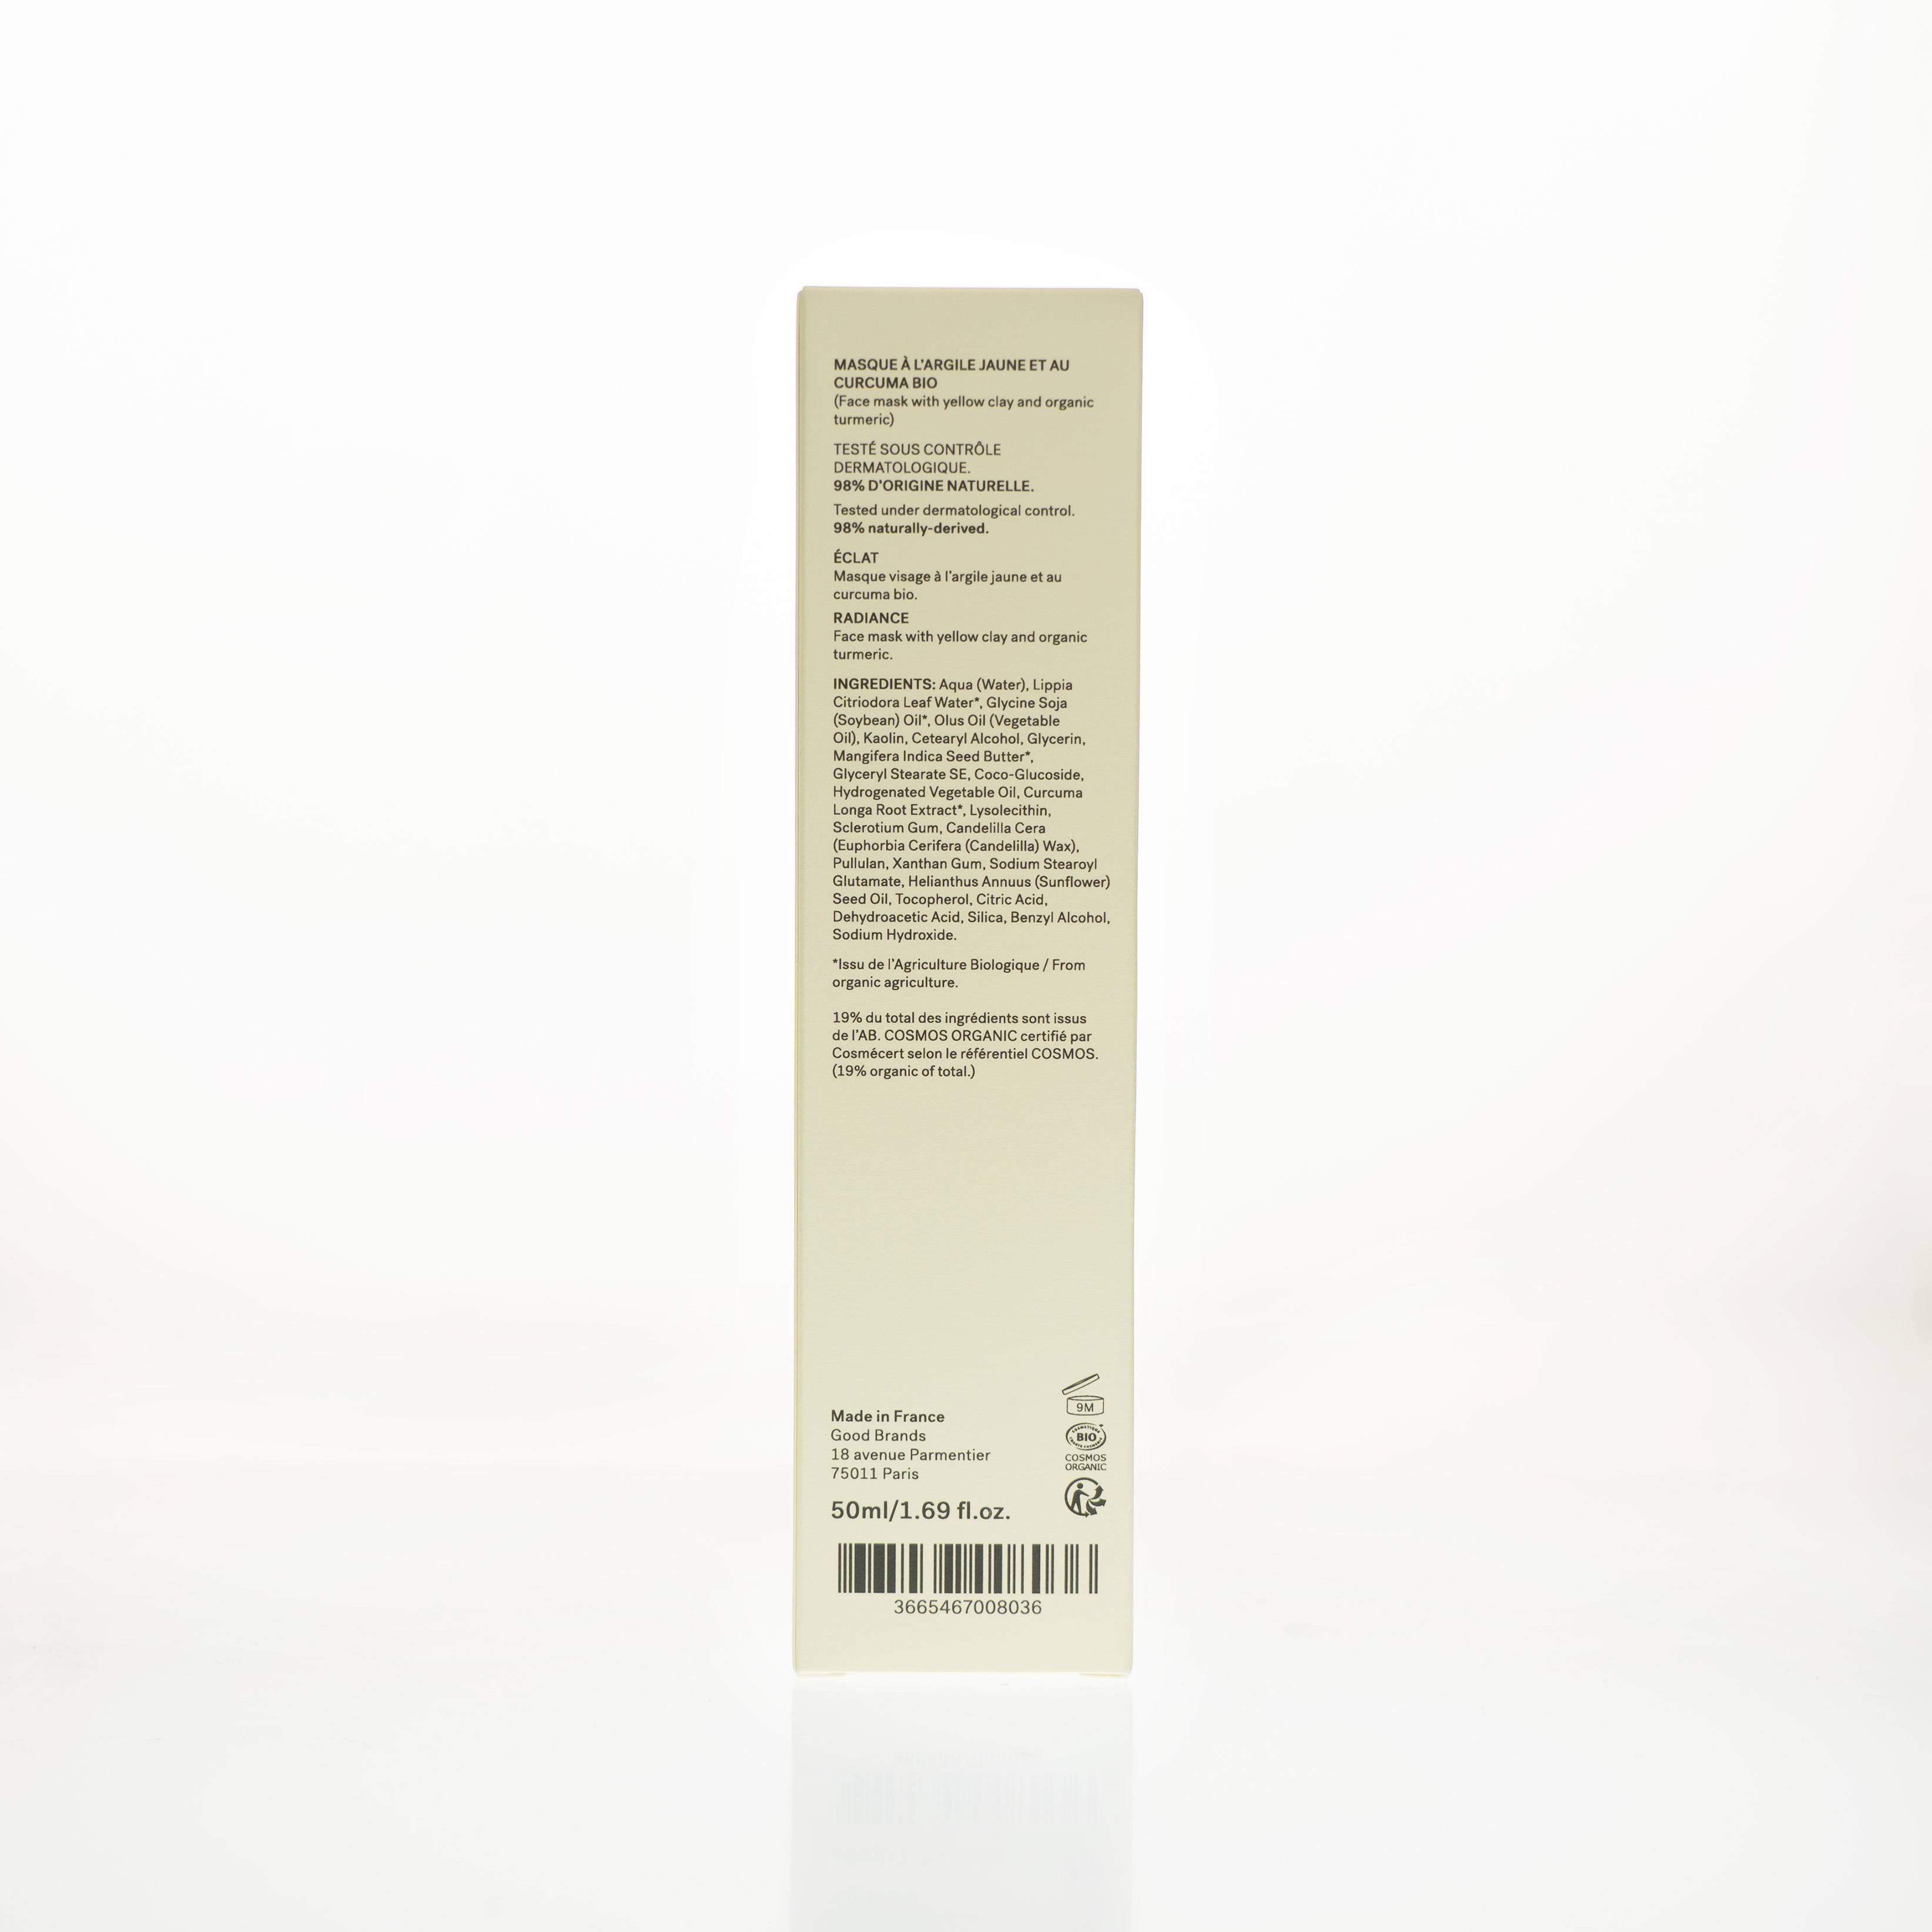 MASQUE À L'ARGILE JAUNE ET AU
CURCUMA BIO
(Face mask with yellow clay and organic
turmeric)
TESTÉ SOUS CONTRÔLE
DERMATOLOGIQUE.
98% D'ORIGINE NATURELLE.
Tested under dermatological control.
98% naturally-derived.
ÉCLAT
Masque visage à l'argile jaune et au
curcuma bio.
RADIANCE
Face mask with yellow clay and organic
turmeric.
INGREDIENTS: Aqua (Water), Lippia
Citriodora Leaf Water*, Glycine Soja
(Soybean) Oil*, Olus Oil (Vegetable
Oil), Kaolin, Cetearyl Alcohol, Glycerin,
Mangifera Indica Seed Butter*,
Glyceryl Stearate SE, Coco-Glucoside,
Hydrogenated Vegetable Oil, Curcuma
Longa Root Extract*, Lysolecithin,
Sclerotium Gum, Candelilla Cera
(Euphorbia Cerifera (Candelilla) Wax),
Pullulan, Xanthan Gum, Sodium Stearoyl
Glutamate, Helianthus Annuus (Sunflower)
Seed Oil, Tocopherol, Citric Acid,
Dehydroacetic Acid, Silica, Benzyl Alcohol,
Sodium Hydroxide.
*Issu de l'Agriculture Biologique / From
organic agriculture.
19% du total des ingrédients sont issus
de l'AB. COSMOS ORGANIC certifié par
Cosmécert selon le référentiel COSMOS.
(19% organic of total.)
Made in France
Good Brands
18 avenue Parmentier
75011 Paris
50ml/1.69 fl.oz.
9M
BIO
COSMOS
ORGANIC
3665467008036